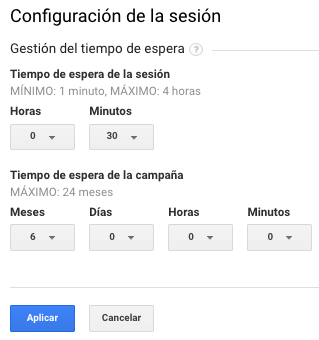 Configuración de la sesión
Gestión del tiempo de espera ?
Tiempo de espera de la sesión
MÍNIMO: 1 minuto, MÁXIMO: 4 horas
Horas Minutos
0 30
Tiempo de espera de la campaña
MÁXIMO: 24 meses
Meses Días Horas Minutos
6 0 0 0
Aplicar Cancelar